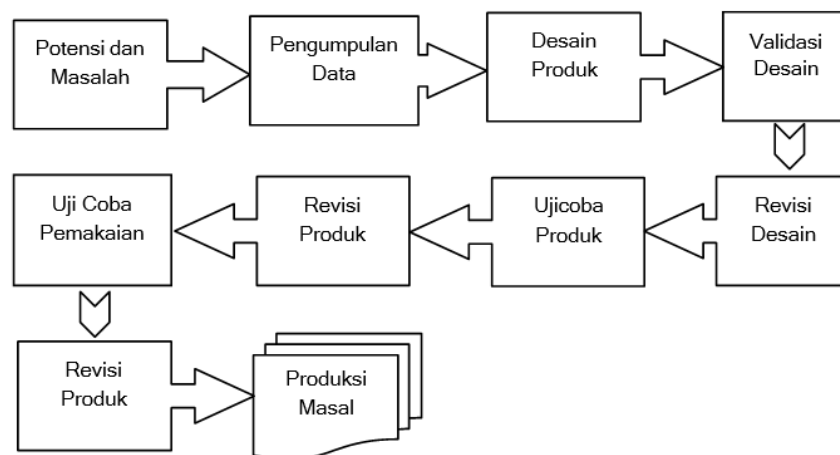 Potensi dan
Masalah
Pengumpulan
Data
Desain
Produk
Validasi
Desain
Revisi
Desain
Ujicoba
Produk
Revisi
Produk
Uji Coba
Pemakaian
Revisi
Produk
Produksi
Masal